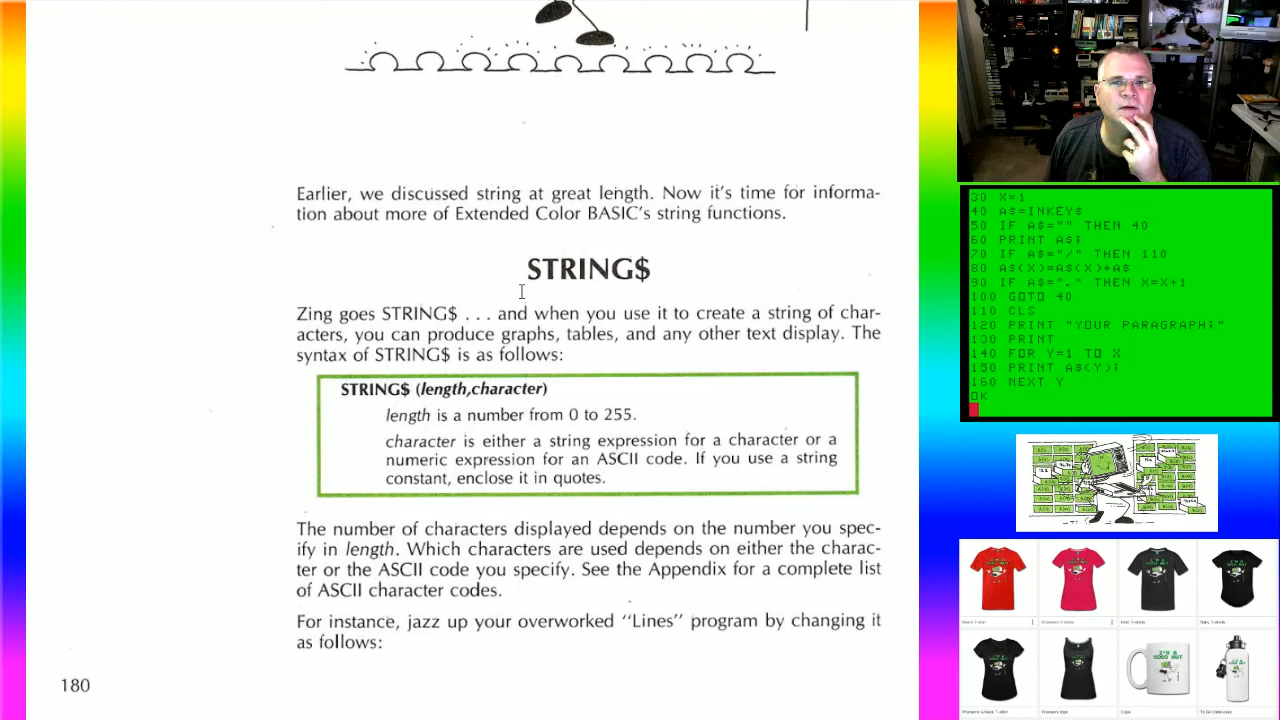 Earlier, we discussed string at great length. Now it's time for informa-
tion about more of Extended Color BASIC's string functions.
STRING$
Zing goes STRING$ . . . and when you use it to create a string of char-
acters, you can produce graphs, tables, and any other text display. The
syntax of STRING$ is as follows:
STRING$ (length,character)
length is a number from 0 to 255.
character is either a string expression for a character or a
numeric expression for an ASCII code. If you use a string
constant, enclose it in quotes.
The number of characters displayed depends on the number you spec-
ify in length. Which characters are used depends on either the charac-
er or the ASCII code you specify. See the Appendix for a complete list
of ASCII character codes.
For instance, jazz up your overworked "Lines" program by changing it
as follows:
180
30 X=1
40 A$=INKEY$
50 IF A$="" THEN 40
60 PRINT A$;
70 IF A$="/" THEN 110
80 A$(X)=A$(X)+A$
90 IF A$="." THEN X=X+1
100 GOTO 40
110 CLS
120 PRINT "YOUR PARAGRAPH;"
130 PRINT
140 FOR Y=1 TO X
150 PRINT A$(Y);
160 NEXT Y
OK
I'M A
COCO NUT